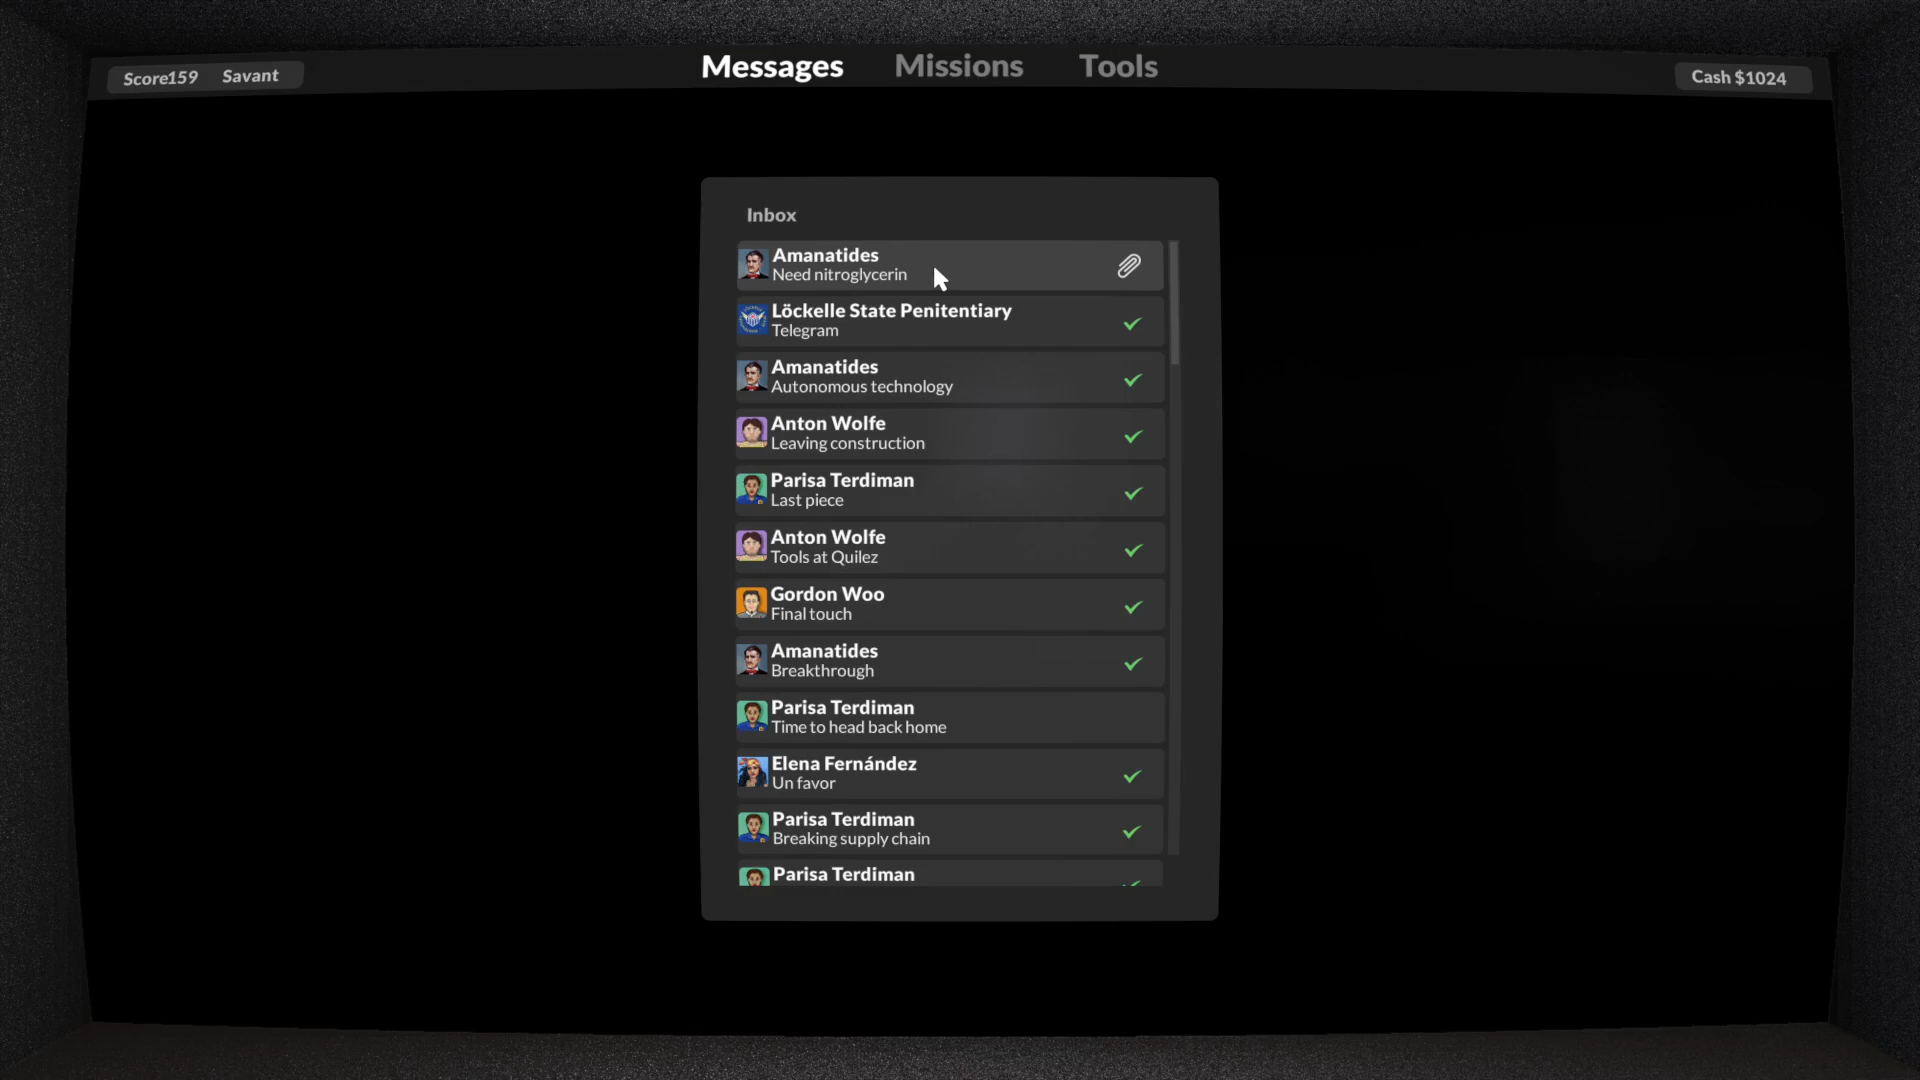 Score159 Savant
Messages Missions Tools
Cash $1024
Inbox
Amanatides
Need nitroglycerin
Löckelle State Penitentiary
Telegram
Amanatides
Autonomous technology
Anton Wolfe
Leaving construction
Parisa Terdiman
Last piece
Anton Wolfe
Tools at Quilez
Gordon Woo
Final touch
Amanatides
Breakthrough
Parisa Terdiman
Time to head back home
Elena Fernández
Un favor
Parisa Terdiman
Breaking supply chain
Parisa Terdiman